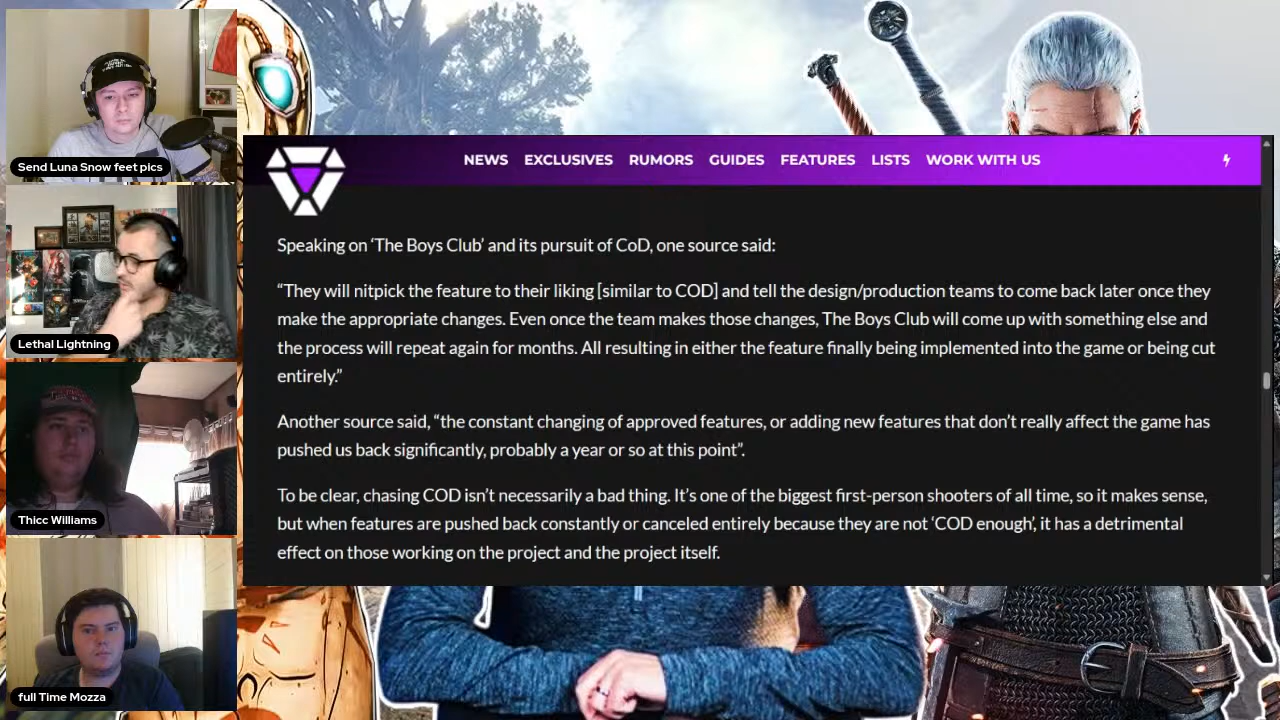 Send Luna Snow feet pics
Lethal Lightning
Thicc Williams
full Time Mozza
NEWS EXCLUSIVES RUMORS GUIDES FEATURES LISTS WORK WITH US
Speaking on ‘The Boys Club’ and its pursuit of CoD, one source said:
“They will nitpick the feature to their liking [similar to COD] and tell the design/production teams to come back later once they
make the appropriate changes. Even once the team makes those changes, The Boys Club will come up with something else and
the process will repeat again for months. All resulting in either the feature finally being implemented into the game or being cut
entirely.”
Another source said, “the constant changing of approved features, or adding new features that don’t really affect the game has
pushed us back significantly, probably a year or so at this point”.
To be clear, chasing COD isn’t necessarily a bad thing. It’s one of the biggest first-person shooters of all time, so it makes sense,
but when features are pushed back constantly or canceled entirely because they are not ‘COD enough’, it has a detrimental
effect on those working on the project and the project itself.